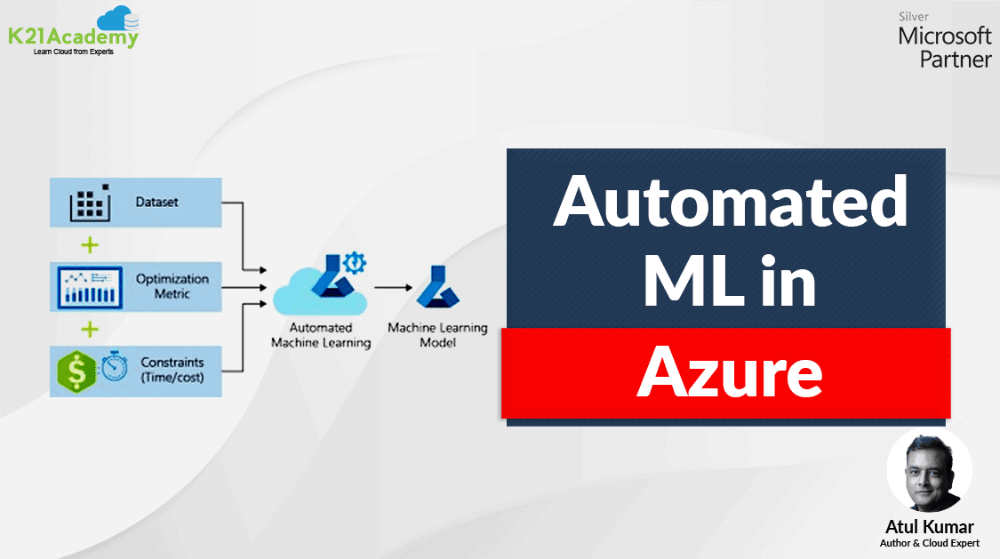 K21Academy
Learn Cloud from Experts
Silver
Microsoft
Partner
Dataset
+
Optimization
Metric
+
$
Constraints
(Time/cost)
Automated
Machine Learning
Machine Learning
Model
Automated
ML in
Azure
Atul Kumar
Author & Cloud Expert